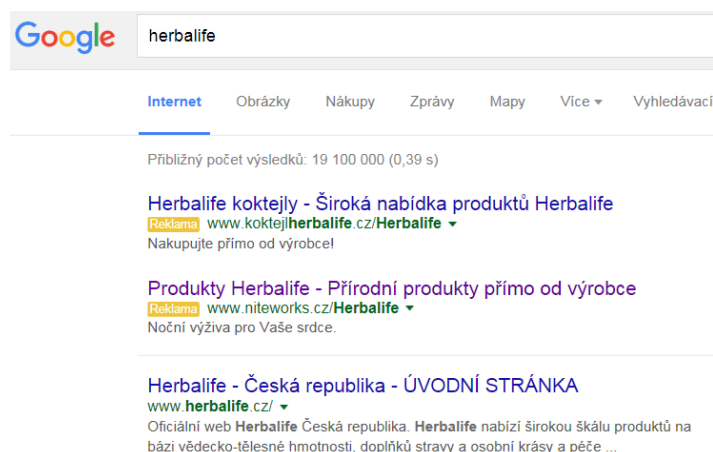 Google herbalife
Internet Obrázky Nákupy Zprávy Mapy Více Vyhledávací
Přibližný počet výsledků: 19 100 000 (0,39 s)
Herbalife koktejly - Široká nabídka produktů Herbalife
Reklama www.koktejlherbalife.cz/Herbalife
Nakupujte přímo od výrobce!
Produkty Herbalife - Přírodní produkty přímo od výrobce
Reklama www.niteworks.cz/Herbalife
Noční výživa pro Vaše srdce.
Herbalife - Česká republika - ÚVODNÍ STRÁNKA
www.herbalife.cz/
Oficiální web Herbalife Česká republika. Herbalife nabízí širokou škálu produktů na
bázi vědecko-tělesné hmotnosti, doplňků stravy a osobní krásy a péče ...